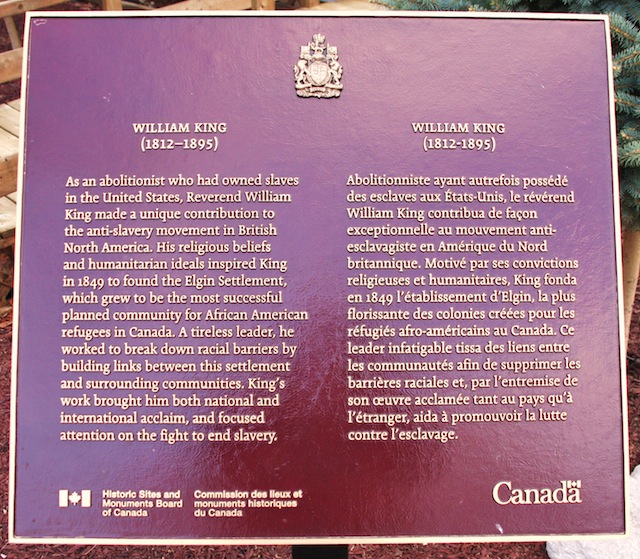 WILLIAM KING
(1812–1895)
As an abolitionist who had owned slaves
in the United States, Reverend William
King made a unique contribution to
the anti-slavery movement in British
North America. His religious beliefs
and humanitarian ideals inspired King
in 1849 to found the Elgin Settlement,
which grew to be the most successful
planned community for African American
refugees in Canada. A tireless leader, he
worked to break down racial barriers by
building links between this settlement
and surrounding communities. King's
work brought him both national and
international acclaim, and focused
attention on the fight to end slavery.
WILLIAM KING
(1812-1895)
Abolitionniste ayant autrefois possédé
des esclaves aux États-Unis, le révérend
William King contribua de façon
exceptionnelle au mouvement anti-
esclavagiste en Amérique du Nord
britannique. Motivé par ses convictions
religieuses et humanitaires, King fonda
en 1849 l'établissement d'Elgin, la plus
florissante des colonies créées pour les
réfugiés afro-américains au Canada. Ce
leader infatigable tissa des liens entre
les communautés afin de supprimer les
barrières raciales et, par l'entremise de
son œuvre acclamée tant au pays qu'à
l'étranger, aida à promouvoir la lutte
contre l'esclavage.
Historic Sites and
Monuments Board
of Canada
Commission des lieux et
monuments historiques
du Canada
Canada